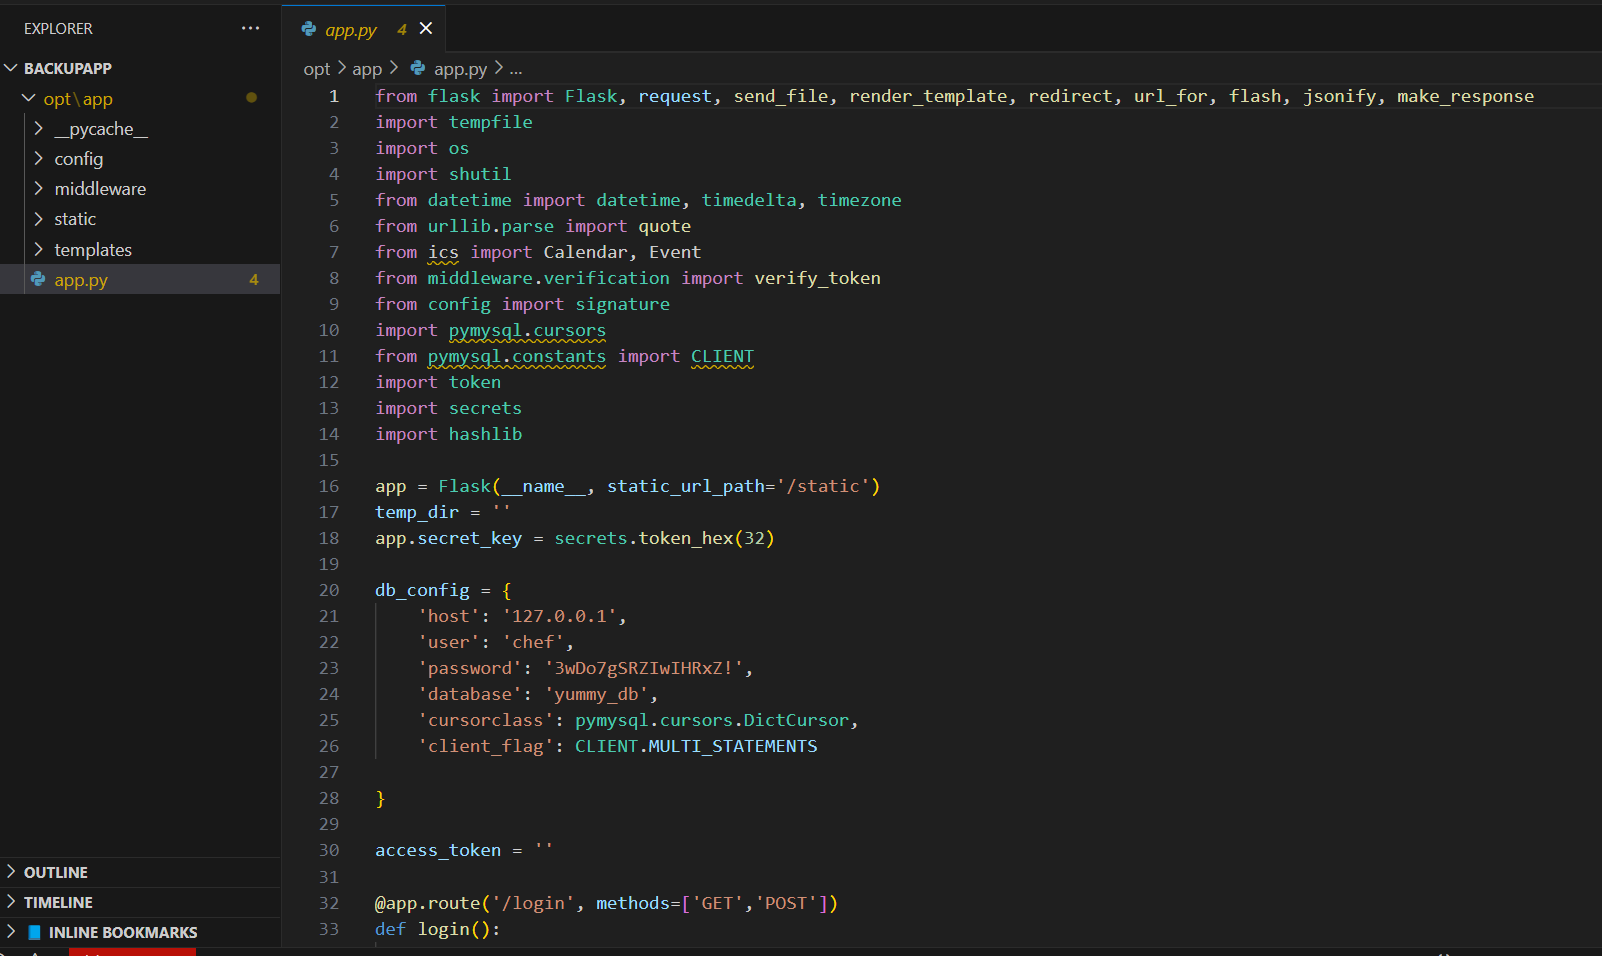 EXPLORER
BACKUPAPP
opt\app
__pycache__
config
middleware
static
templates
app.py 4
OUTLINE
TIMELINE
INLINE BOOKMARKS
app.py 4
opt > app > app.py > ...
1 from flask import Flask, request, send_file, render_template, redirect, url_for, flash, jsonify, make_response
2 import tempfile
3 import os
4 import shutil
5 from datetime import datetime, timedelta, timezone
6 from urllib.parse import quote
7 from ics import Calendar, Event
8 from middleware.verification import verify_token
9 from config import signature
10 import pymysql.cursors
11 from pymysql.constants import CLIENT
12 import token
13 import secrets
14 import hashlib
15
16 app = Flask(__name__, static_url_path='/static')
17 temp_dir = ''
18 app.secret_key = secrets.token_hex(32)
19
20 db_config = {
21     'host': '127.0.0.1',
22     'user': 'chef',
23     'password': '3wDo7gSRZIwIHRxZ!',
24     'database': 'yummy_db',
25     'cursorclass': pymysql.cursors.DictCursor,
26     'client_flag': CLIENT.MULTI_STATEMENTS
27
28 }
29
30 access_token = ''
31
32 @app.route('/login', methods=['GET','POST'])
33 def login():